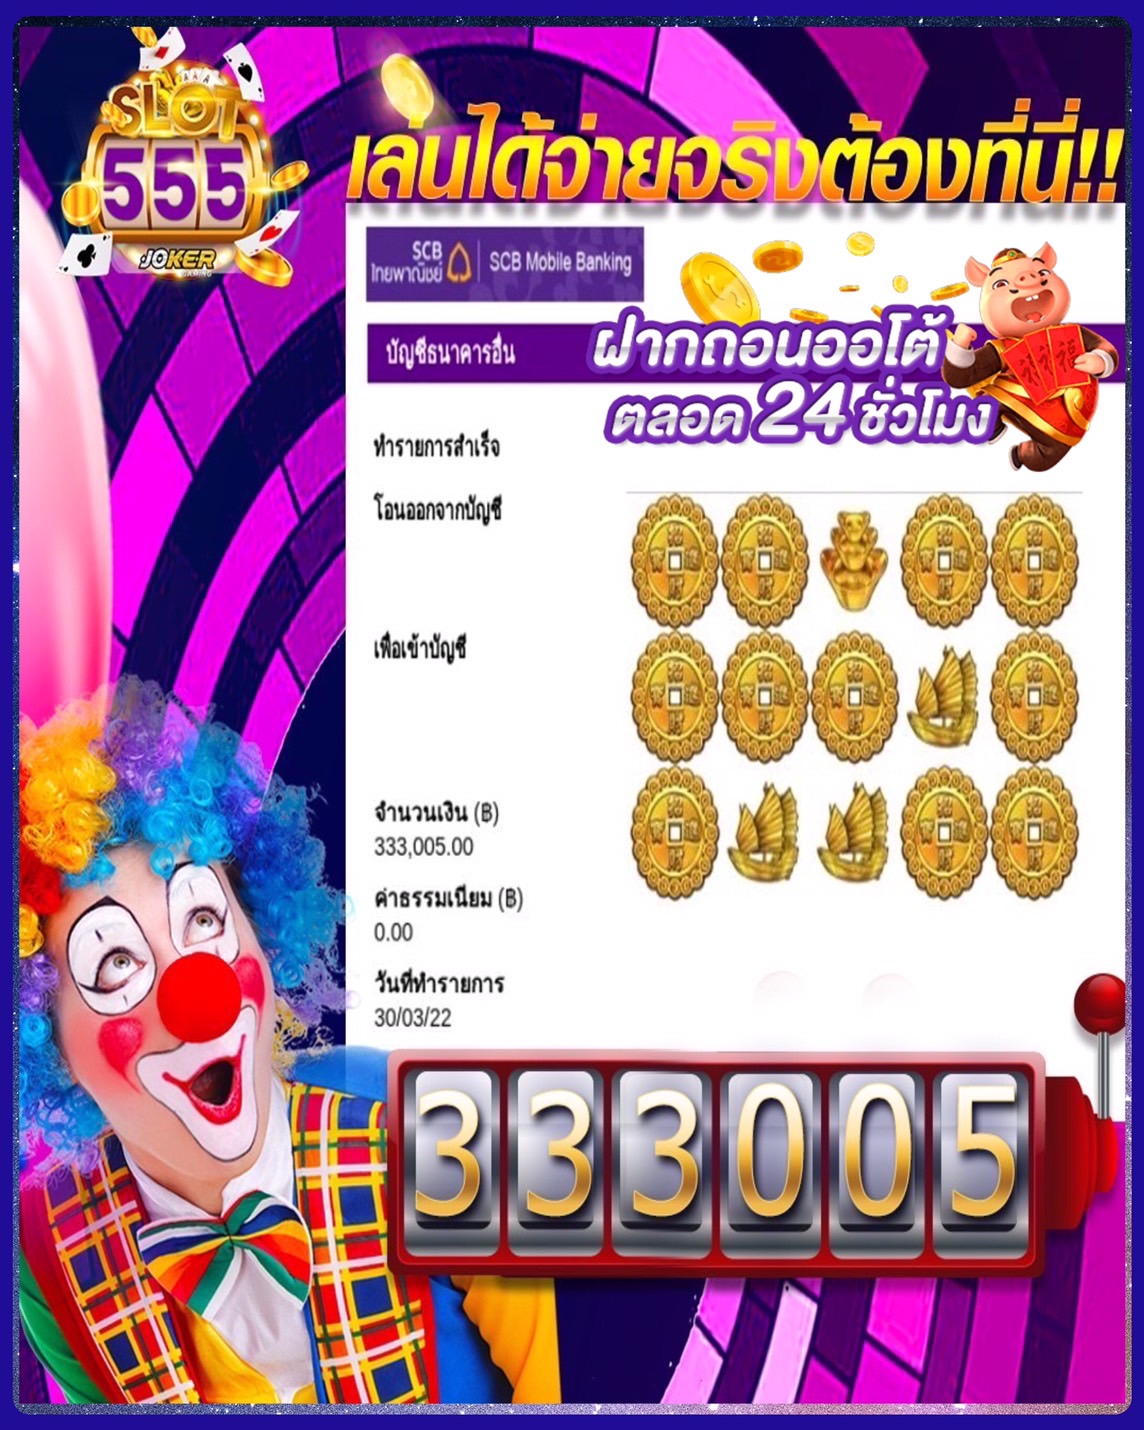 SLOT
555
JOKER
GAMING
เล่นได้จ่ายจริงต้องที่นี่!!
SCB
ไทยพาณิชย์
SCB Mobile Banking
บัญชีธนาคารอื่น
ฝากถอนออโต้
ตลอด 24 ชั่วโมง
ทำรายการสำเร็จ
โอนออกจากบัญชี
เพื่อเข้าบัญชี
จำนวนเงิน (B)
333,005.00
ค่าธรรมเนียม (B)
0.00
วันที่ทำรายการ
30/03/22
333005